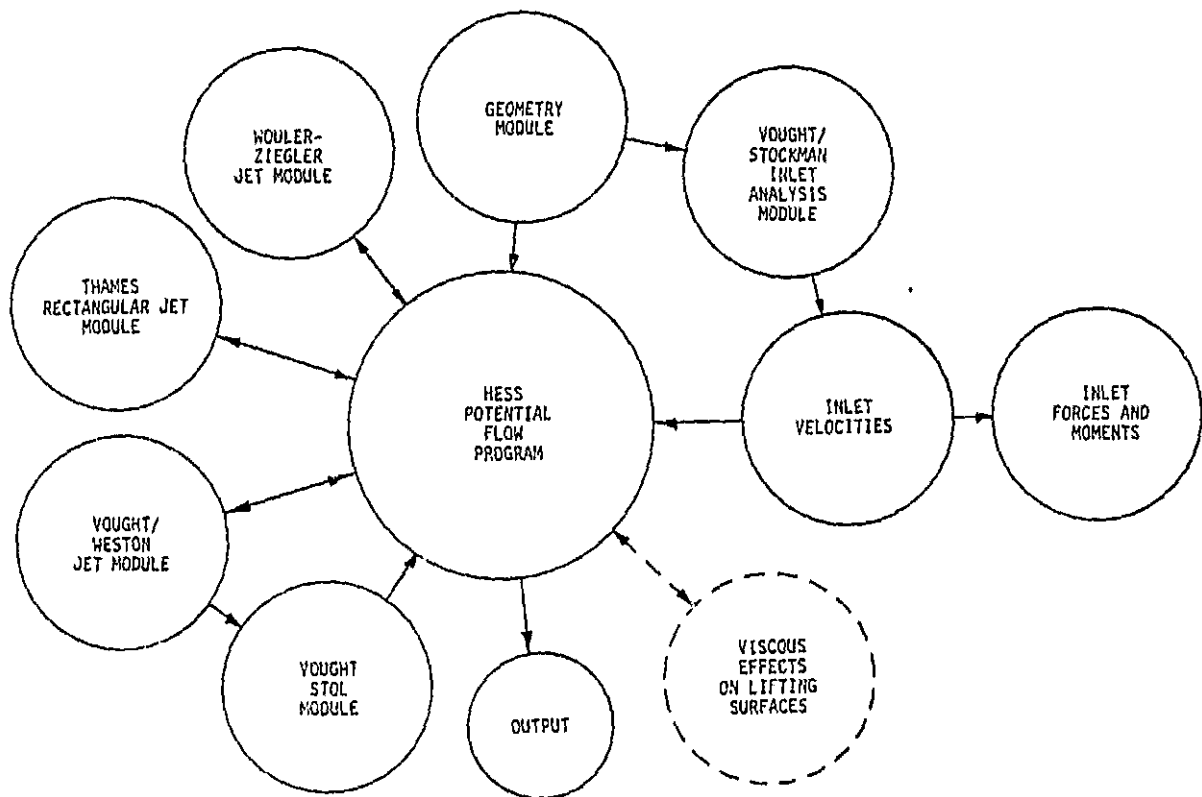 GEOMETRY
MODULE
WOULER-
ZIEGLER
JET MODULE
VOUGHT/
STOCKMAN
INLET
ANALYSIS
MODULE
THAMES
RECTANGULAR JET
MODULE
HESS
POTENTIAL
FLOW
PROGRAM
INLET
VELOCITIES
INLET
FORCES AND
MOMENTS
VOUGHT/
WESTON
JET MODULE
VOUGHT
STOL
MODULE
OUTPUT
VISCOUS
EFFECTS
ON LIFTING
SURFACES